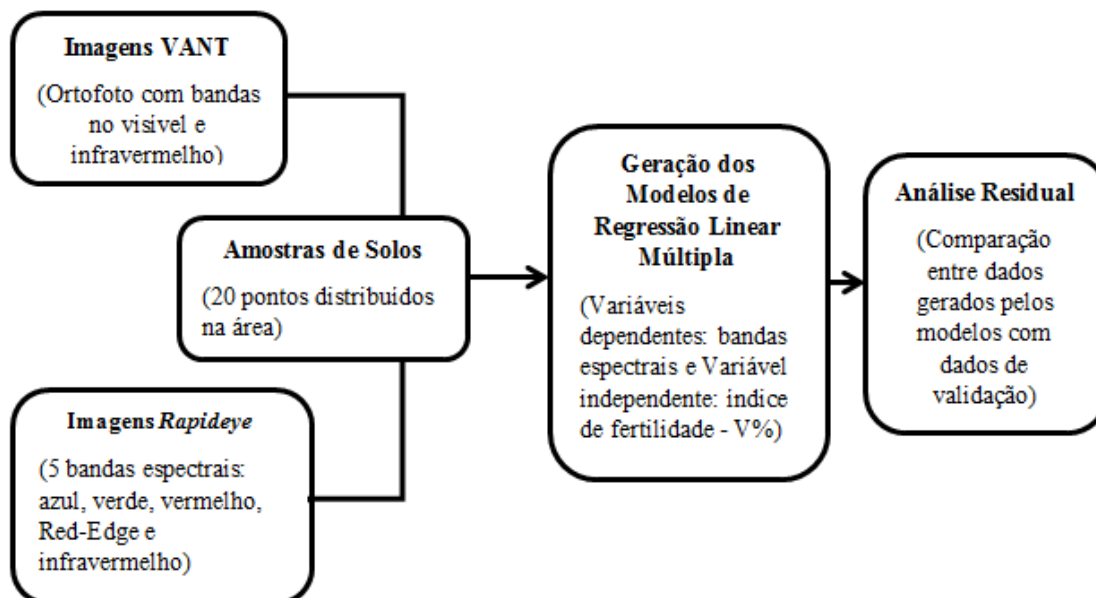 Imagens VANT
(Ortofoto com bandas
no visivel e
infravermelho)
Amostras de Solos
(20 pontos distribuídos
na área)
Imagens Rapideye
(5 bandas espectrais:
azul, verde, vermelho,
Red-Edge e
infravermelho)
Geração dos
Modelos de
Regressão Linear
Múltipla
(Variáveis
dependentes: bandas
espectrais e Variável
independente: índice
de fertilidade - V%)
Análise Residual
(Comparação
entre dados
gerados pelos
modelos com
dados de
validação)